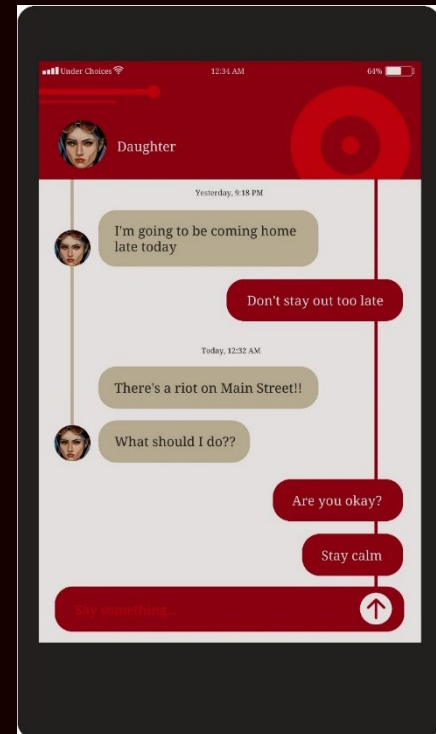 Under Choices
12:34 AM
64%
Daughter
Yesterday, 9:18 PM
I'm going to be coming home
late today
Don't stay out too late
Today, 12:32 AM
There's a riot on Main Street!!
What should I do??
Are you okay?
Stay calm
Say something...